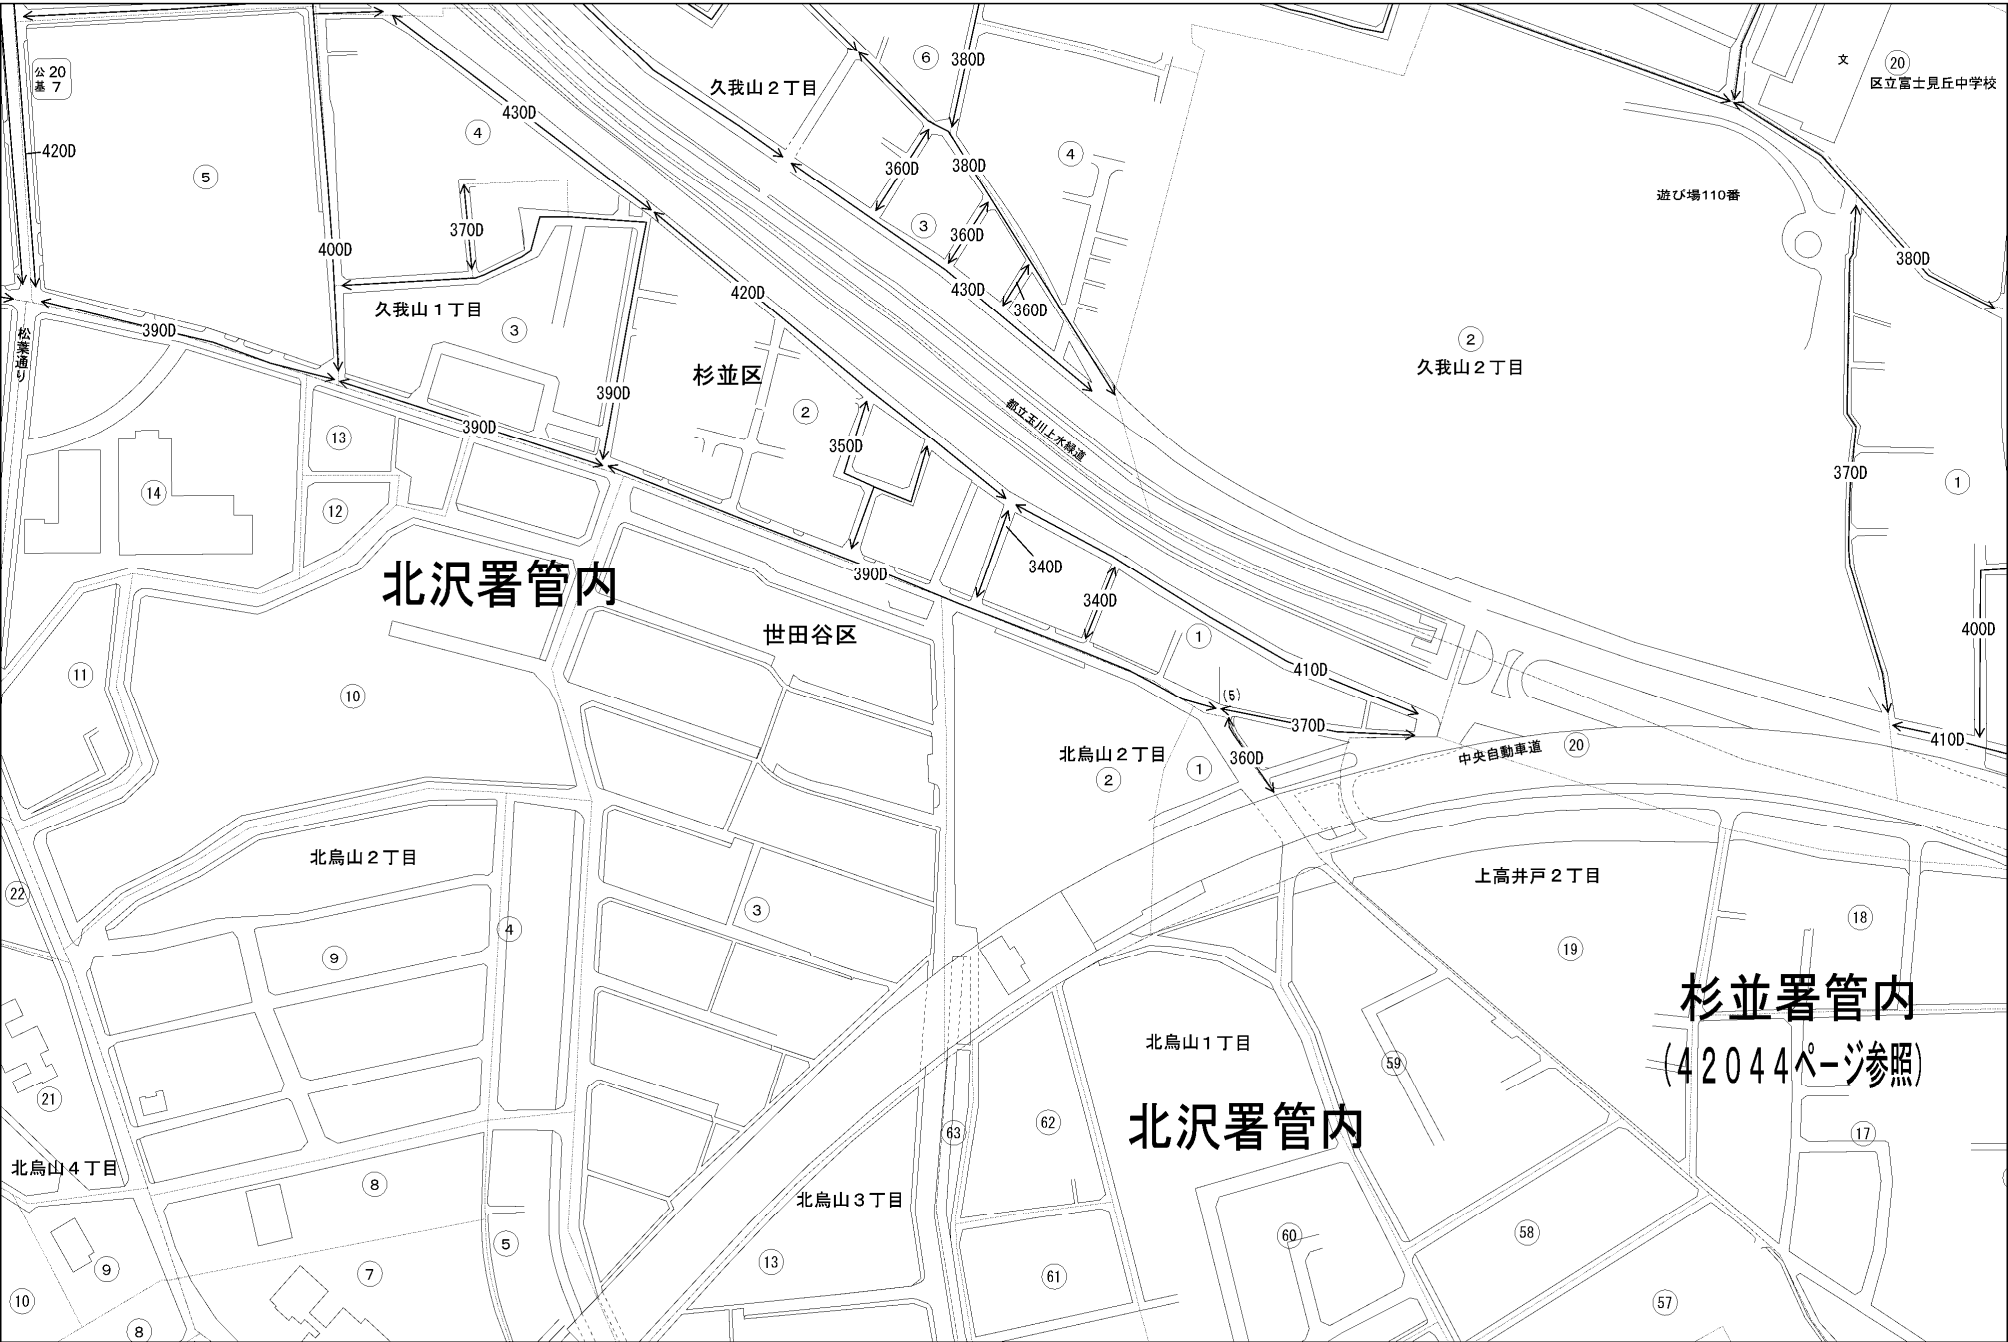 公 20
基 7
420D
5
430D
4
久我山２丁目
6
380D
4
文
20
区立富士見丘中学校
360D
380D
遊び場110番
3
370D
400D
360D
380D
420D
430D
360D
久我山１丁目
3
390D
松葉通り
2
久我山２丁目
杉並区
390D
2
都立玉川上水緑道
13
390D
350D
370D
1
14
12
北沢署管内
390D
340D
340D
世田谷区
1
400D
11
10
410D
(5)
370D
北烏山２丁目
2
360D
1
中央自動車道
20
410D
北烏山２丁目
上高井戸２丁目
22
4
3
18
9
19
杉並署管内
(４２０４４ページ参照)
北烏山１丁目
59
21
62
北沢署管内
63
17
北烏山４丁目
8
北烏山３丁目
60
58
5
9
7
13
61
10
57
8